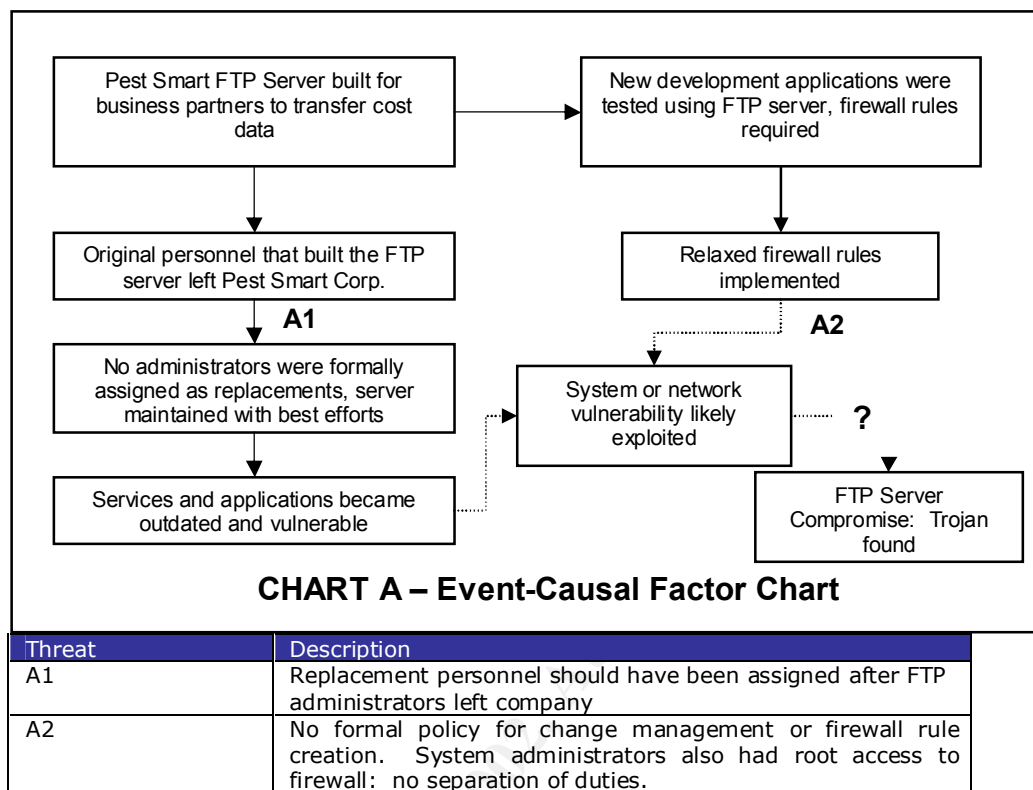 Pest Smart FTP Server built for
business partners to transfer cost
data
New development applications were
tested using FTP server, firewall rules
required
Original personnel that built the FTP
server left Pest Smart Corp.
Relaxed firewall rules
implemented
A1
A2
No administrators were formally
assigned as replacements, server
maintained with best efforts
System or network
vulnerability likely
exploited
?
Services and applications became
outdated and vulnerable
FTP Server
Compromise: Trojan
found
CHART A – Event-Causal Factor Chart
Threat Description
A1 Replacement personnel should have been assigned after FTP
administrators left company
A2 No formal policy for change management or firewall rule
creation. System administrators also had root access to
firewall: no separation of duties.